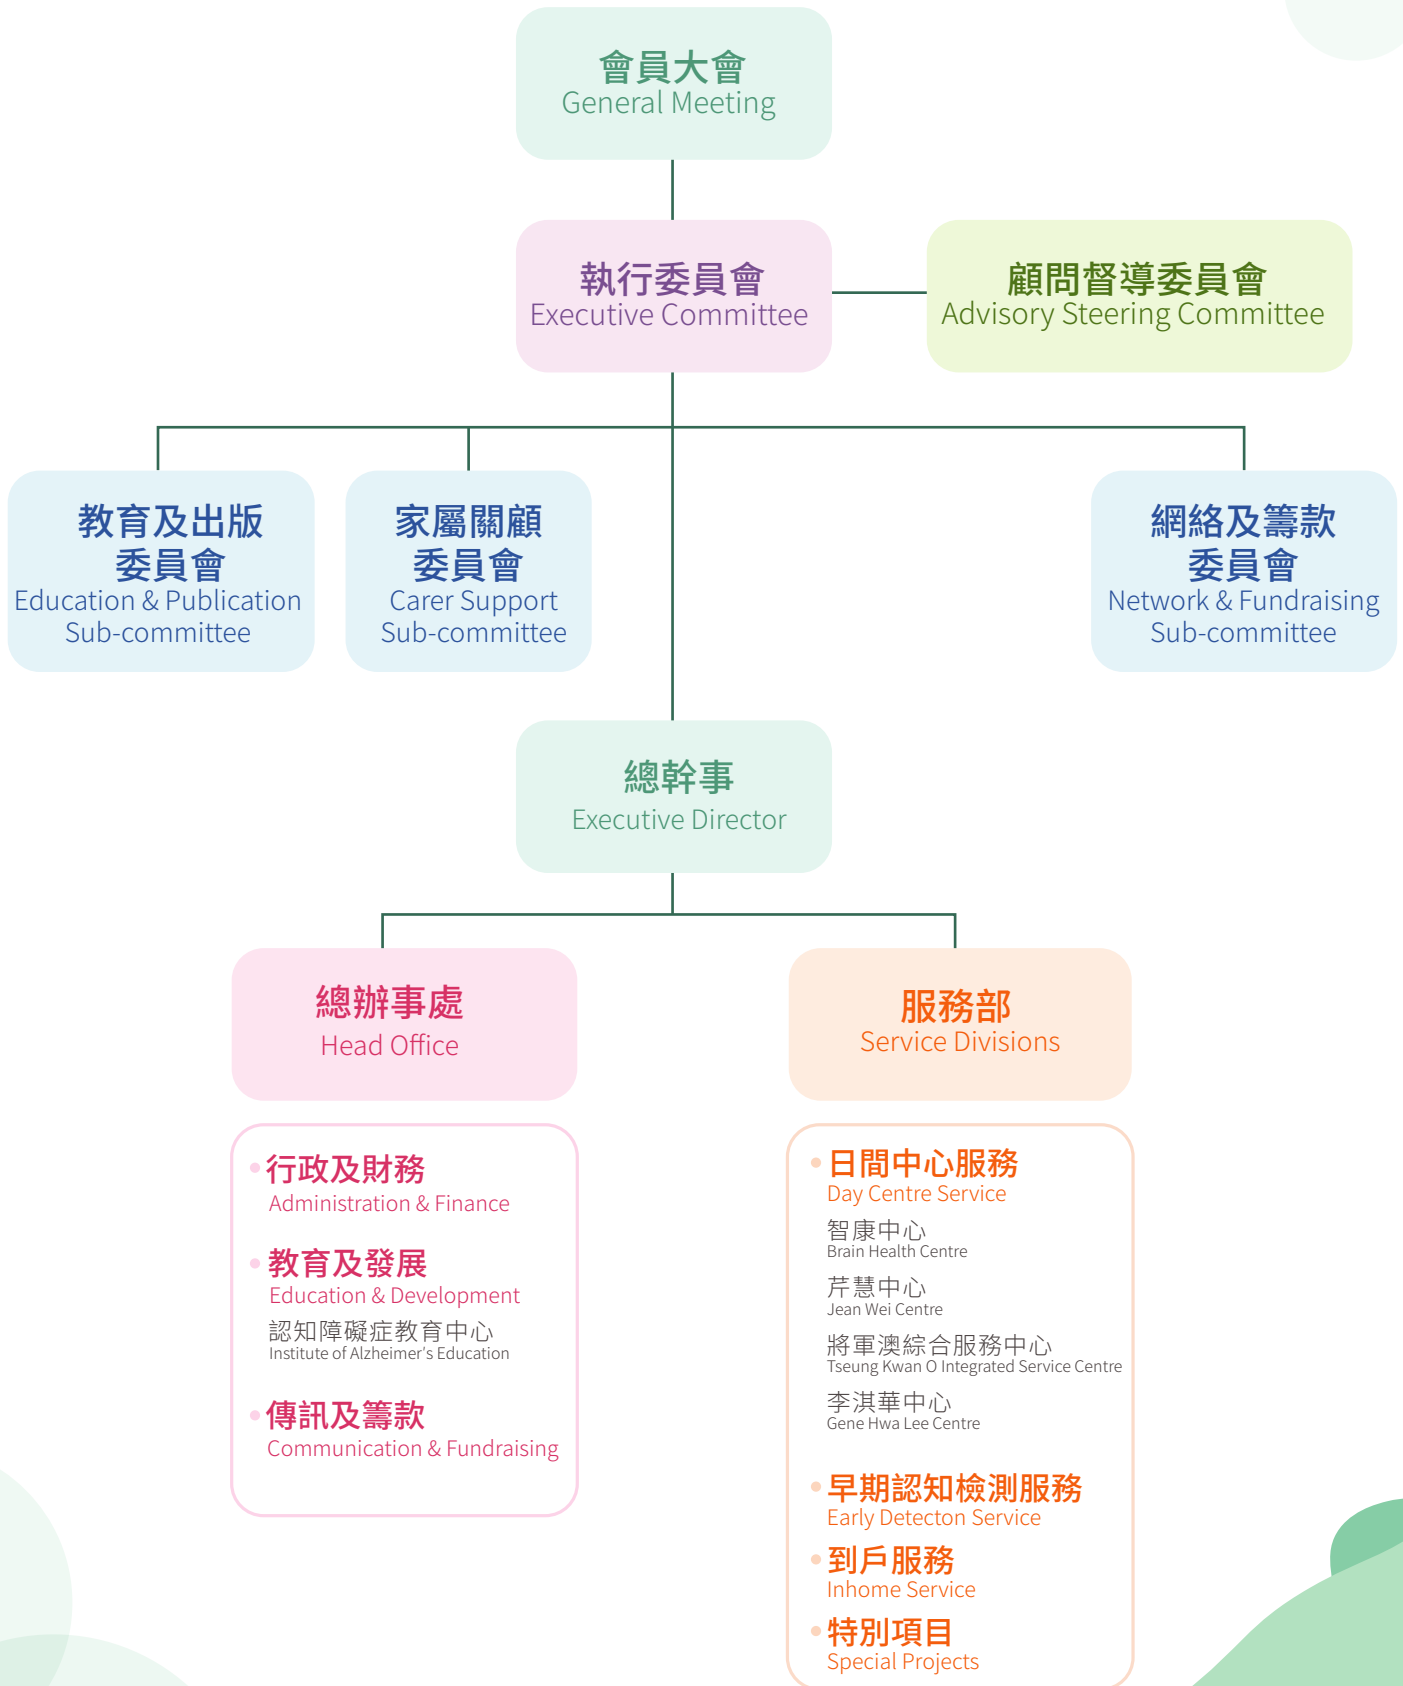 會員大會
General Meeting
執行委員會
Executive Committee
顧問督導委員會
Advisory Steering Committee
教育及出版
委員會
Education & Publication
Sub-committee
家屬關顧
委員會
Carer Support
Sub-committee
網絡及籌款
委員會
Network & Fundraising
Sub-committee
總幹事
Executive Director
總辦事處
Head Office
• 行政及財務
Administration & Finance
• 教育及發展
Education & Development
認知障礙症教育中心
Institute of Alzheimer's Education
• 傳訊及籌款
Communication & Fundraising
服務部
Service Divisions
• 日間中心服務
Day Centre Service
智康中心
Brain Health Centre
芹慧中心
Jean Wei Centre
將軍澳綜合服務中心
Tseung Kwan O Integrated Service Centre
李淇華中心
Gene Hwa Lee Centre
• 早期認知檢測服務
Early Detecton Service
• 到戶服務
Inhome Service
• 特別項目
Special Projects